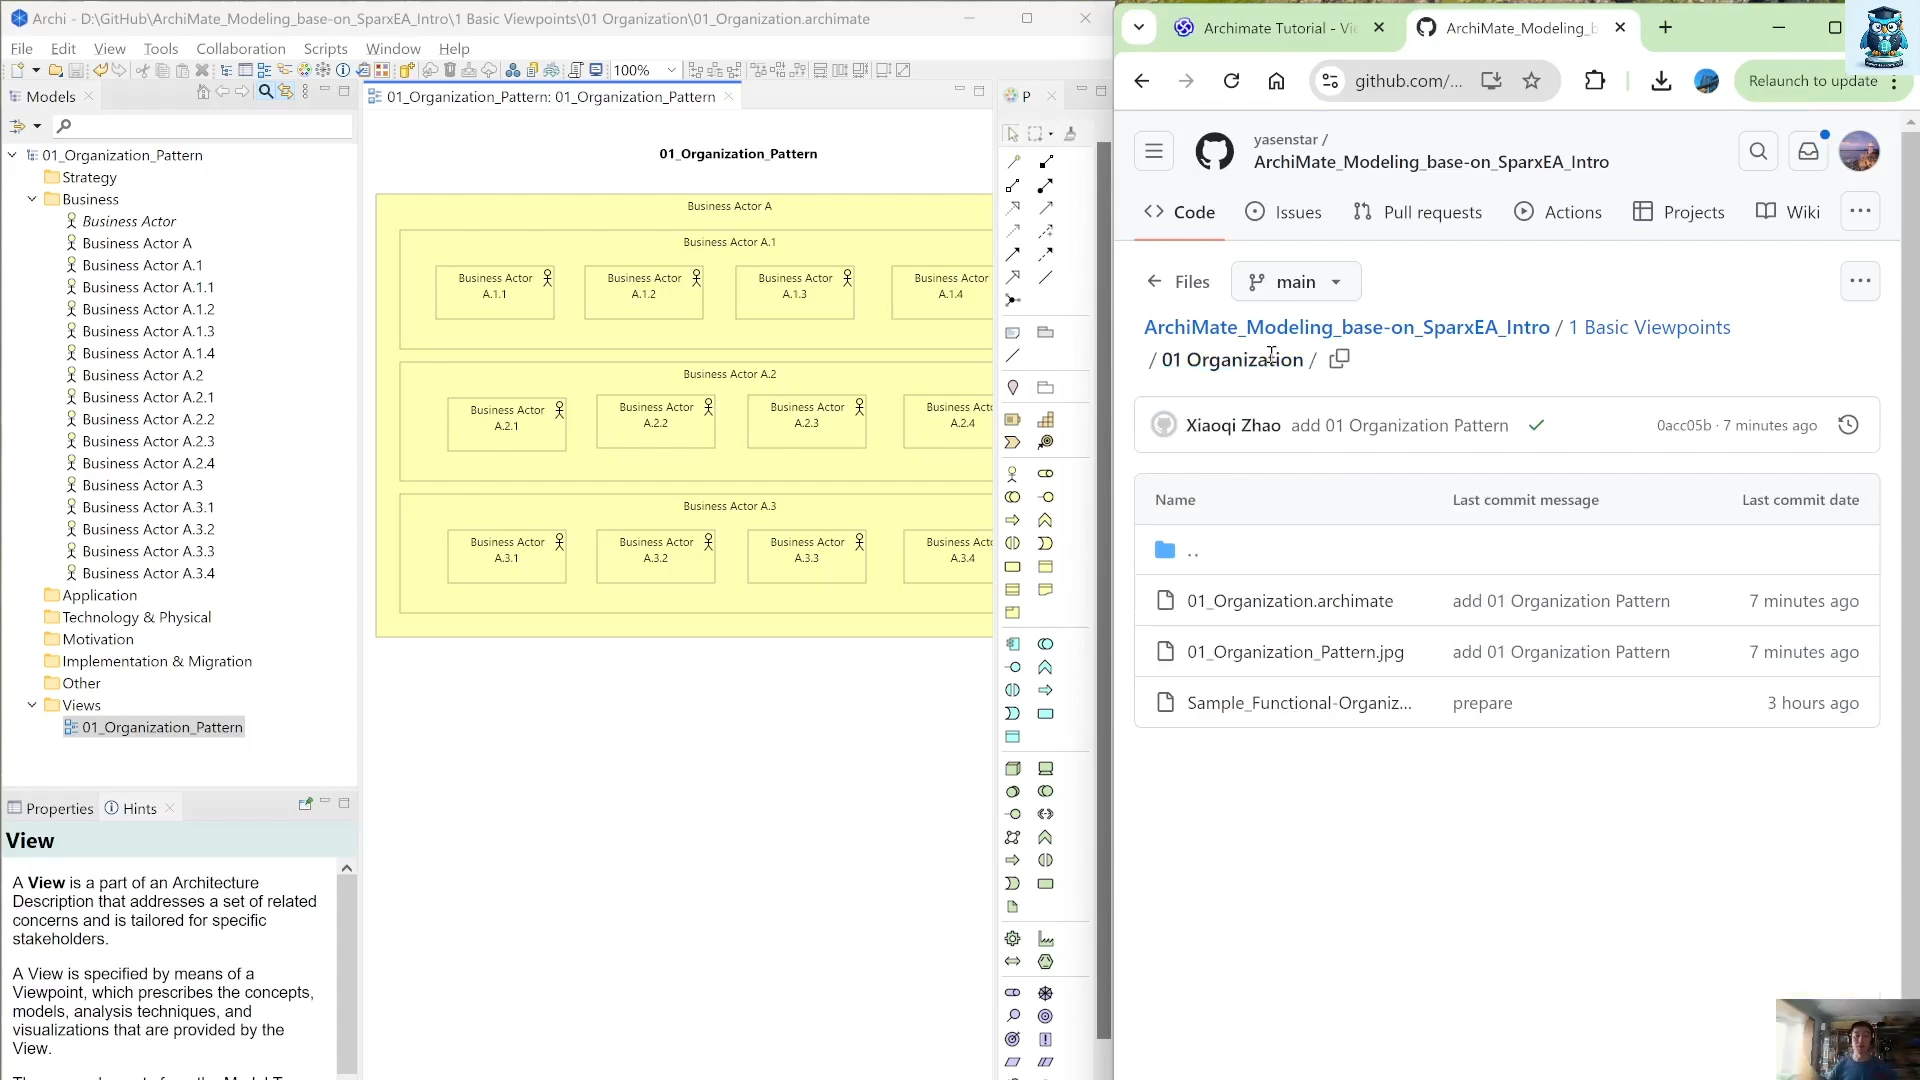 Archi - D:\GitHub\ArchiMate_Modeling_base-on_SparxEA_Intro\1 Basic Viewpoints\01 Organization\01_Organization.archimate
File Edit View Tools Collaboration Scripts Window Help
100%
Models
01_Organization_Pattern: 01_Organization_Pattern
P
01_Organization_Pattern
Strategy
Business
Business Actor
Business Actor A
Business Actor A.1
Business Actor A.1.1
Business Actor A.1.2
Business Actor A.1.3
Business Actor A.1.4
Business Actor A.2
Business Actor A.2.1
Business Actor A.2.2
Business Actor A.2.3
Business Actor A.2.4
Business Actor A.3
Business Actor A.3.1
Business Actor A.3.2
Business Actor A.3.3
Business Actor A.3.4
Application
Technology & Physical
Motivation
Implementation & Migration
Other
Views
01_Organization_Pattern
Properties
Hints
View
A View is a part of an Architecture
Description that addresses a set of related
concerns and is tailored for specific
stakeholders.
A View is specified by means of a
Viewpoint, which prescribes the concepts,
models, analysis techniques, and
visualizations that are provided by the
View.
01_Organization_Pattern
Business Actor A
Business Actor A.1
Business Actor
A.1.1
Business Actor
A.1.2
Business Actor
A.1.3
Business Actor
A.1.4
Business Actor A.2
Business Actor
A.2.1
Business Actor
A.2.2
Business Actor
A.2.3
Business Acto
A.2.4
Business Actor A.3
Business Actor
A.3.1
Business Actor
A.3.2
Business Actor
A.3.3
Business Acto
A.3.4
Archimate Tutorial - Vie
ArchiMate_Modeling_b
github.com/...
Relaunch to update
yasenstar /
ArchiMate_Modeling_base-on_SparxEA_Intro
Code
Issues
Pull requests
Actions
Projects
Wiki
Files
main
ArchiMate_Modeling_base-on_SparxEA_Intro / 1 Basic Viewpoints
/ 01 Organization /
Xiaoqi Zhao add 01 Organization Pattern
0acc05b · 7 minutes ago
Name Last commit message Last commit date
..
01_Organization.archimate add 01 Organization Pattern 7 minutes ago
01_Organization_Pattern.jpg add 01 Organization Pattern 7 minutes ago
Sample_Functional-Organiz... prepare 3 hours ago